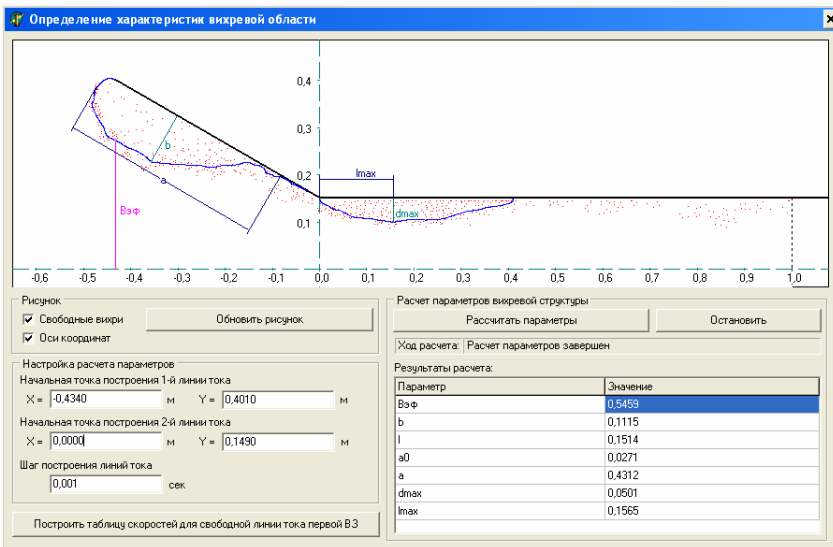 Определение характеристик вихревой области
0,4
0,3
0,2
0,1
b
a
Bэф
lmax
dmax
-0,6 -0,5 -0,4 -0,3 -0,2 -0,1 0,0 0,1 0,2 0,3 0,4 0,5 0,6 0,7 0,8 0,9 1,0
Рисунок
Свободные вихри
Обновить рисунок
Оси координат
Настройка расчета параметров
Начальная точка построения 1-й линии тока
X = -0,4340 м Y = 0,4010 м
Начальная точка построения 2-й линии тока
X = 0,0000 м Y = 0,1490 м
Шаг построения линий тока
0,001 сек
Построить таблицу скоростей для свободной линии тока первой ВЗ
Расчет параметров вихревой структуры
Рассчитать параметры
Остановить
Ход расчета: Расчет параметров завершен
Результаты расчета:
Параметр Значение
Bэф 0,5459
b 0,1115
l 0,1514
a0 0,0271
a 0,4312
dmax 0,0501
lmax 0,1565